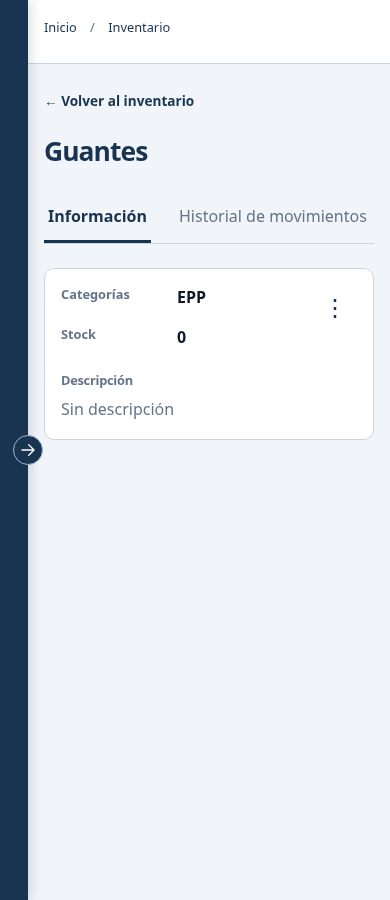 Inicio / Inventario
← Volver al inventario
Guantes
Información Historial de movimientos
Categorías EPP
Stock 0
Descripción
Sin descripción